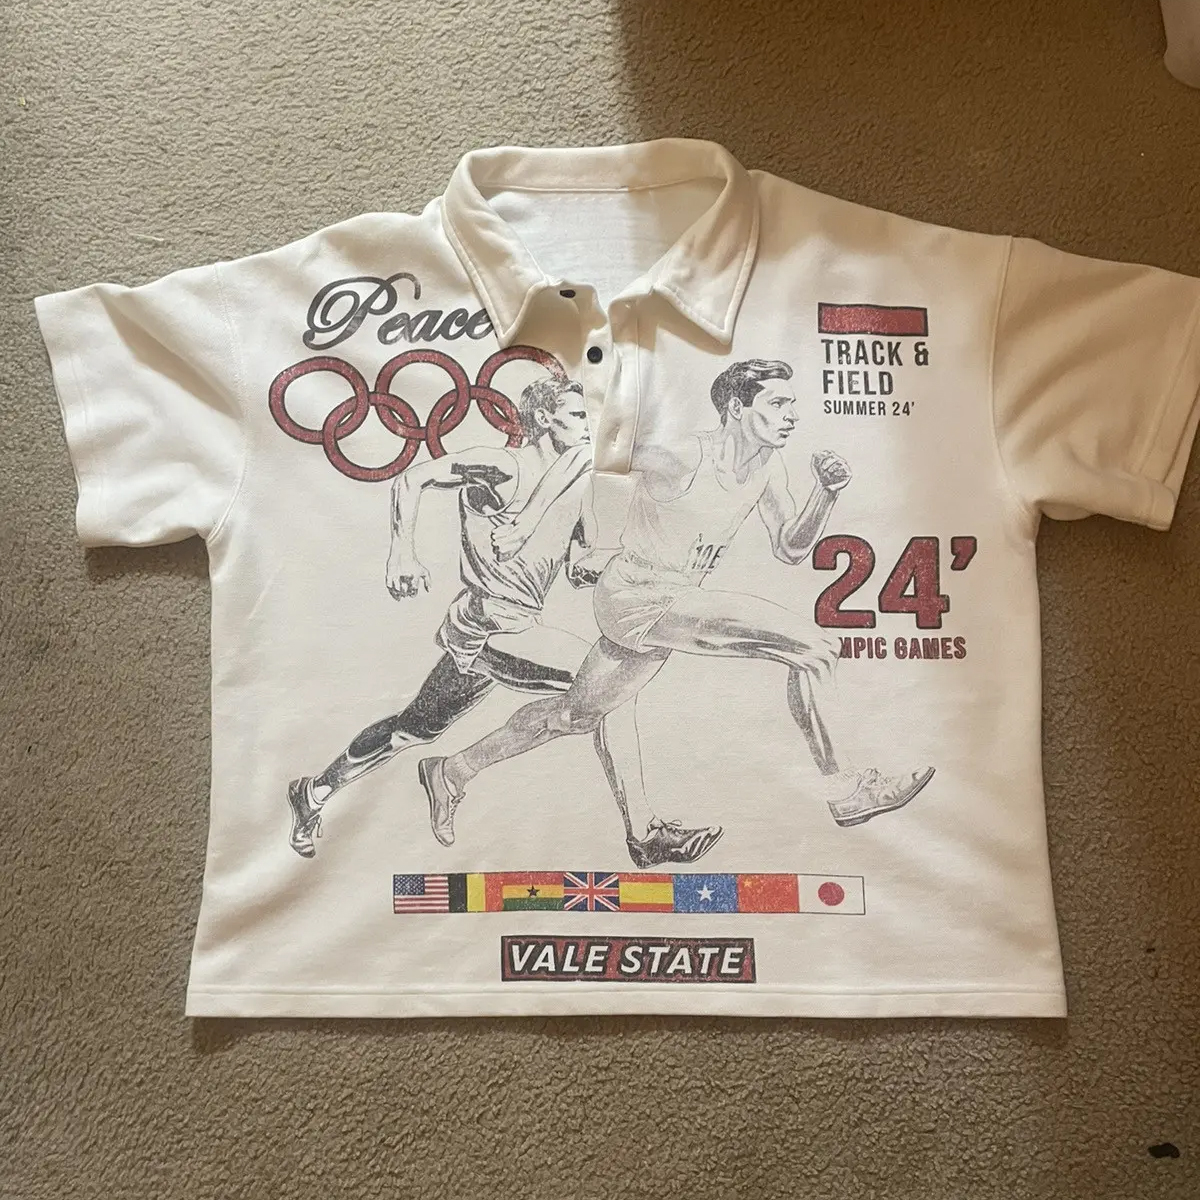 Peace
TRACK &
FIELD
SUMMER 24'
24'
MPIC GAMES
VALE STATE